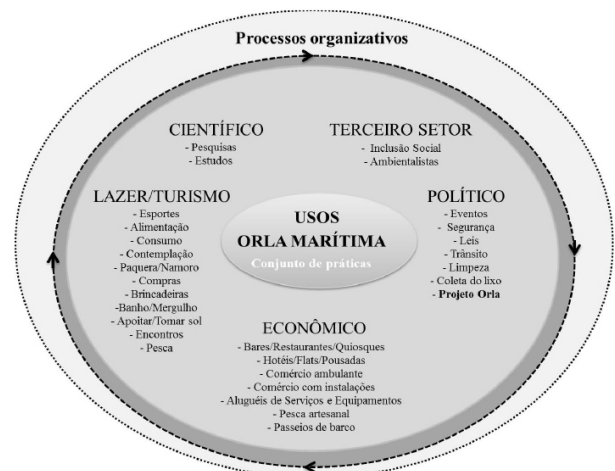 Processos organizativos
CIENTÍFICO
- Pesquisas
- Estudos
TERCEIRO SETOR
- Inclusão Social
- Ambientalistas
LAZER/TURISMO
- Esportes
- Alimentação
- Consumo
- Contemplação
- Paquera/Namoro
- Compras
- Brincadeiras
-Banho/Mergulho
- Apoitar/Tomar sol
- Encontros
- Pesca
USOS
ORLA MARÍTIMA
Conjunto de práticas
POLÍTICO
- Eventos
- Segurança
- Leis
- Trânsito
- Limpeza
- Coleta do lixo
- Projeto Orla
ECONÔMICO
- Bares/Restaurantes/Quiosques
- Hotéis/Flats/Pousadas
- Comércio ambulante
- Comércio com instalações
- Aluguéis de Serviços e Equipamentos
- Pesca artesanal
- Passeios de barco